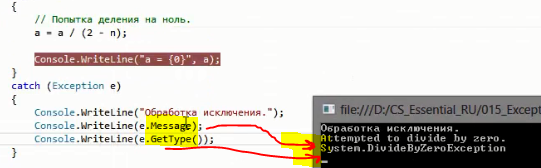 {
// Попытка деления на ноль.
a = a / (2 - n);
Console.WriteLine("a = {0}", a);
}
catch (Exception e)
{
Console.WriteLine("Обработка исключения.");
Console.WriteLine(e.Message);
Console.WriteLine(e.GetType());
}
file:///D:/CS_Essential_RU/015_Except
Обработка исключения.
Attempted to divide by zero.
System.DivideByZeroException